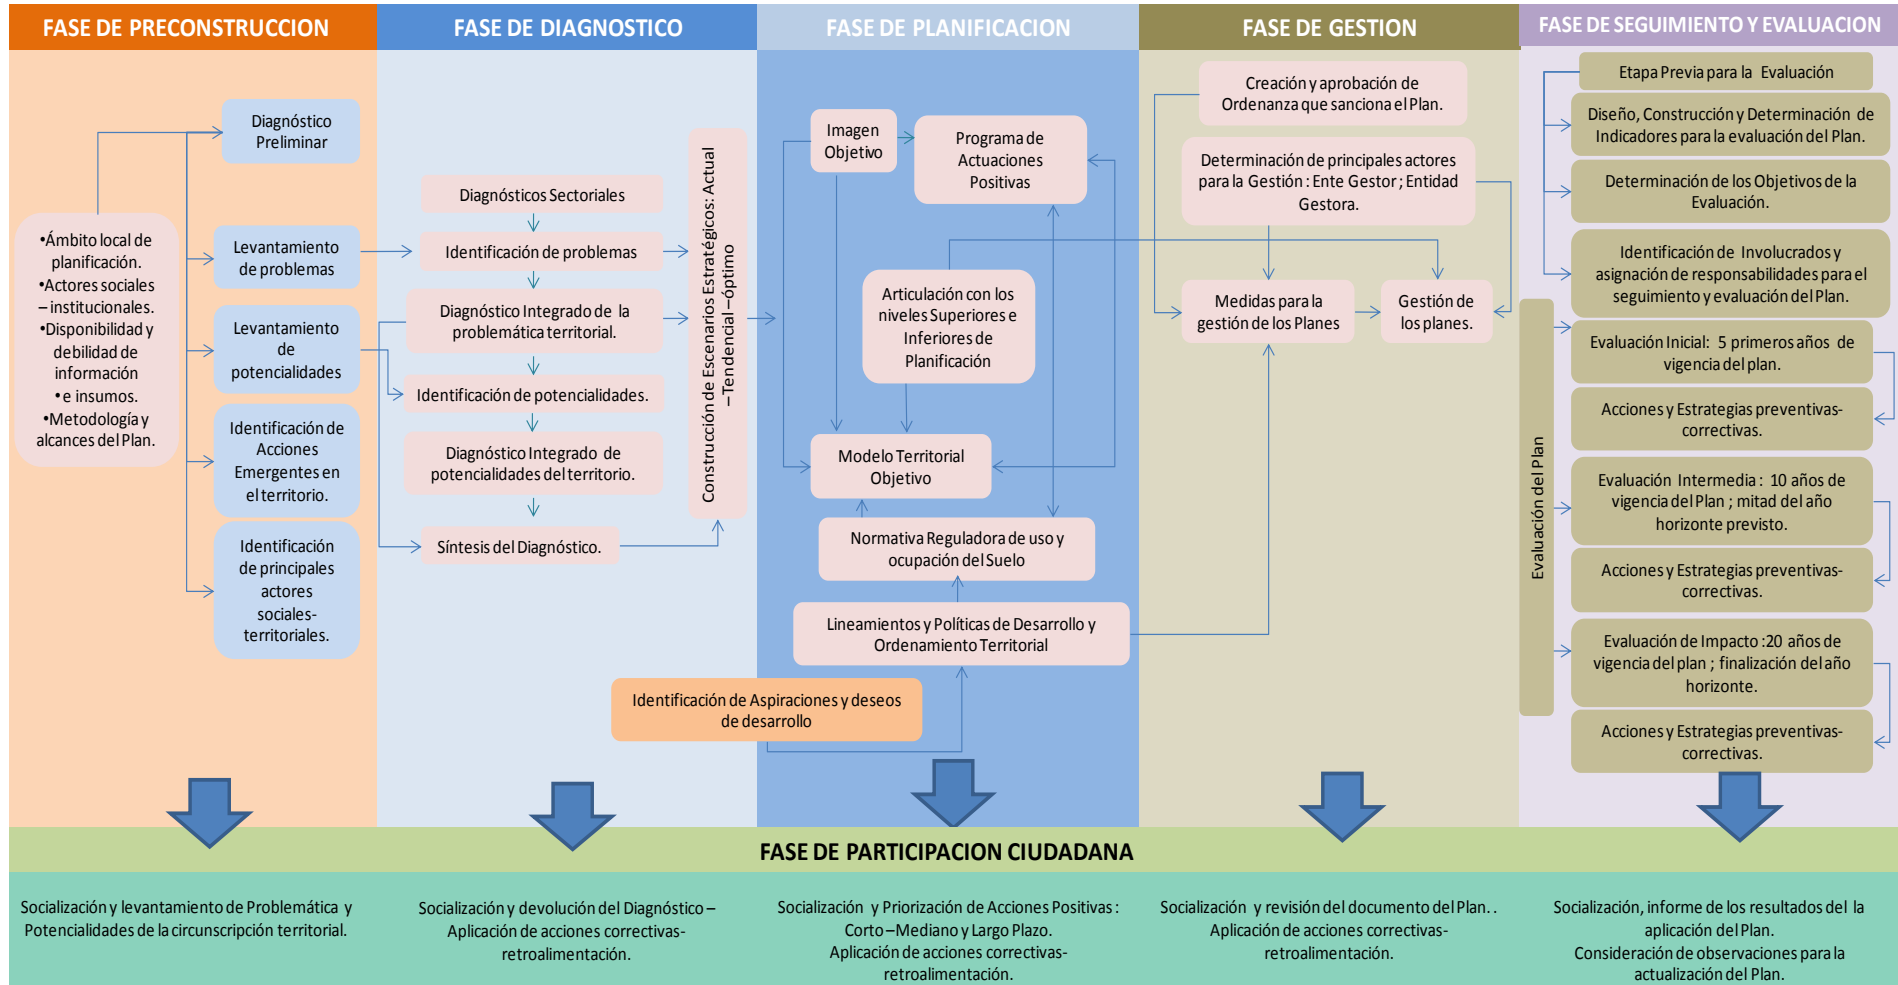 FASE DE PRECONSTRUCCION
FASE DE DIAGNOSTICO
FASE DE PLANIFICACION
FASE DE GESTION
FASE DE SEGUIMIENTO Y EVALUACION
Diagnóstico
Preliminar
•Ámbito local de
planificación.
•Actores sociales
– institucionales.
•Disponibilidad y
debilidad de
información
• e insumos.
•Metodología y
alcances del Plan.
Levantamiento
de problemas
Levantamiento
de
potencialidades
Identificación de
Acciones
Emergentes en
el territorio.
Identificación
de principales
actores
sociales-
territoriales.
Diagnósticos Sectoriales
Identificación de problemas
Diagnóstico Integrado de la
problemática territorial.
Identificación de potencialidades.
Diagnóstico Integrado de
potencialidades del territorio.
Síntesis del Diagnóstico.
Construcción de Escenarios Estratégicos: Actual
– Tendencial –óptimo
Imagen
Objetivo
Programa de
Actuaciones
Positivas
Articulación con los
niveles Superiores e
Inferiores de
Planificación
Modelo Territorial
Objetivo
Normativa Reguladora de uso y
ocupación del Suelo
Lineamientos y Políticas de Desarrollo y
Ordenamiento Territorial
Identificación de Aspiraciones y deseos
de desarrollo
Creación y aprobación de
Ordenanza que sanciona el Plan.
Determinación de principales actores
para la Gestión : Ente Gestor ; Entidad
Gestora.
Medidas para la
gestión de los Planes
Gestión de
los planes.
Etapa Previa para la Evaluación
Diseño, Construcción y Determinación de
Indicadores para la evaluación del Plan.
Determinación de los Objetivos de la
Evaluación.
Identificación de Involucrados y
asignación de responsabilidades para el
seguimiento y evaluación del Plan.
Evaluación del Plan
Evaluación Inicial: 5 primeros años de
vigencia del plan.
Acciones y Estrategias preventivas-
correctivas.
Evaluación Intermedia : 10 años de
vigencia del Plan ; mitad del año
horizonte previsto.
Acciones y Estrategias preventivas-
correctivas.
Evaluación de Impacto :20 años de
vigencia del plan ; finalización del año
horizonte.
Acciones y Estrategias preventivas-
correctivas.
FASE DE PARTICIPACION CIUDADANA
Socialización y levantamiento de Problemática y
Potencialidades de la circunscripción territorial.
Socialización y devolución del Diagnóstico –
Aplicación de acciones correctivas-
retroalimentación.
Socialización y Priorización de Acciones Positivas :
Corto – Mediano y Largo Plazo.
Aplicación de acciones correctivas-
retroalimentación.
Socialización y revisión del documento del Plan. .
Aplicación de acciones correctivas-
retroalimentación.
Socialización, informe de los resultados del la
aplicación del Plan.
Consideración de observaciones para la
actualización del Plan.